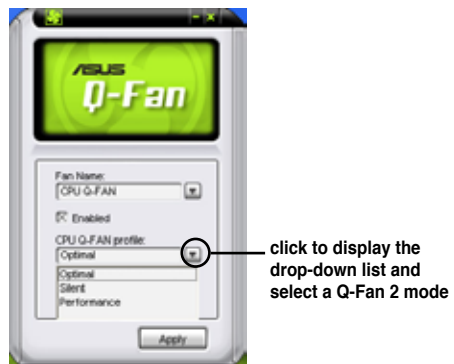 ASUS
Q-Fan
Fan Name:
CPU Q-FAN
Enabled
CPU Q-FAN profile:
Optimal
Optimal
Silent
Performance
Apply
click to display the
drop-down list and
select a Q-Fan 2 mode